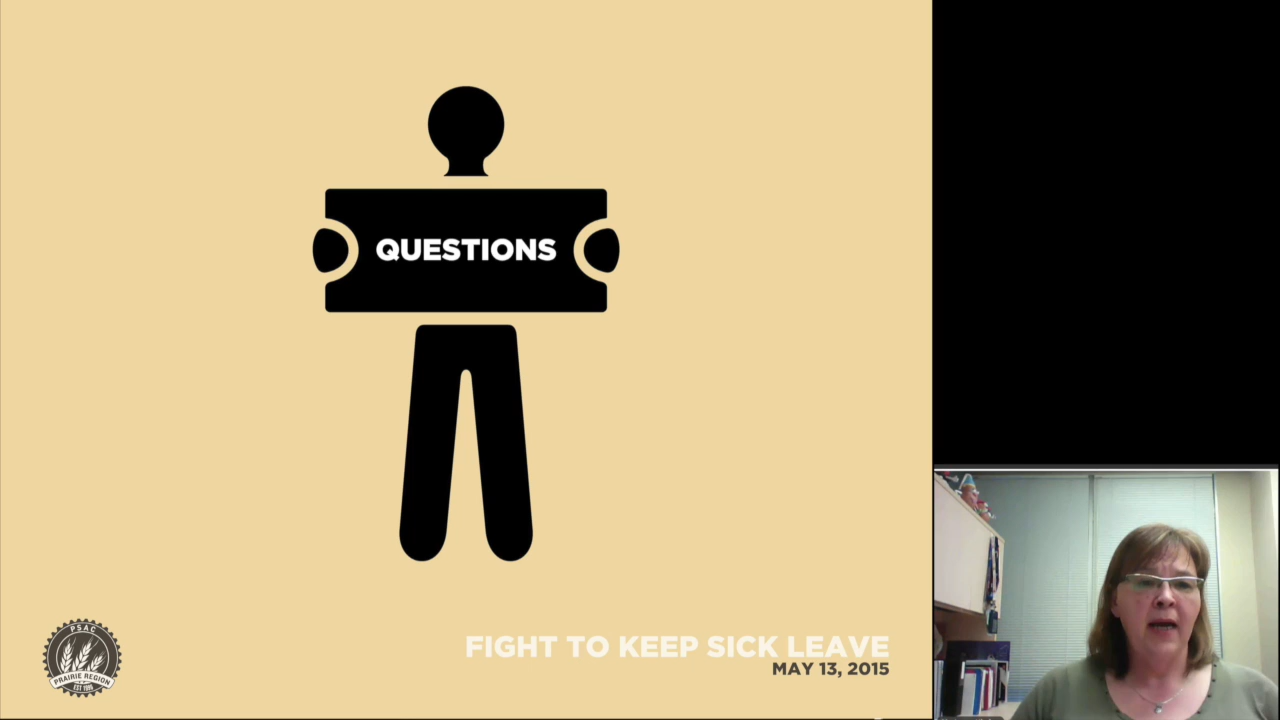 QUESTIONS
FIGHT TO KEEP SICK LEAVE
MAY 13, 2015
PSAC
PRAIRIE REGION